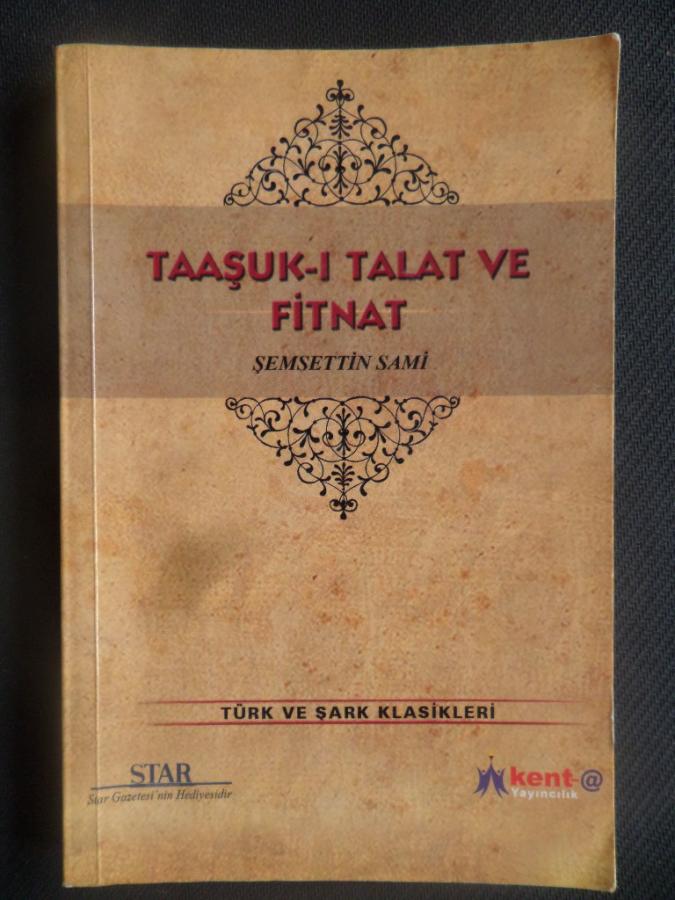 TAAŞUK-I TALAT VE
FİTNAT
ŞEMSETTİN SAMİ
TÜRK VE ŞARK KLASİKLERİ
STAR
Star Gazetesi'nin Hediyesidir
kent-@
Yayıncılık